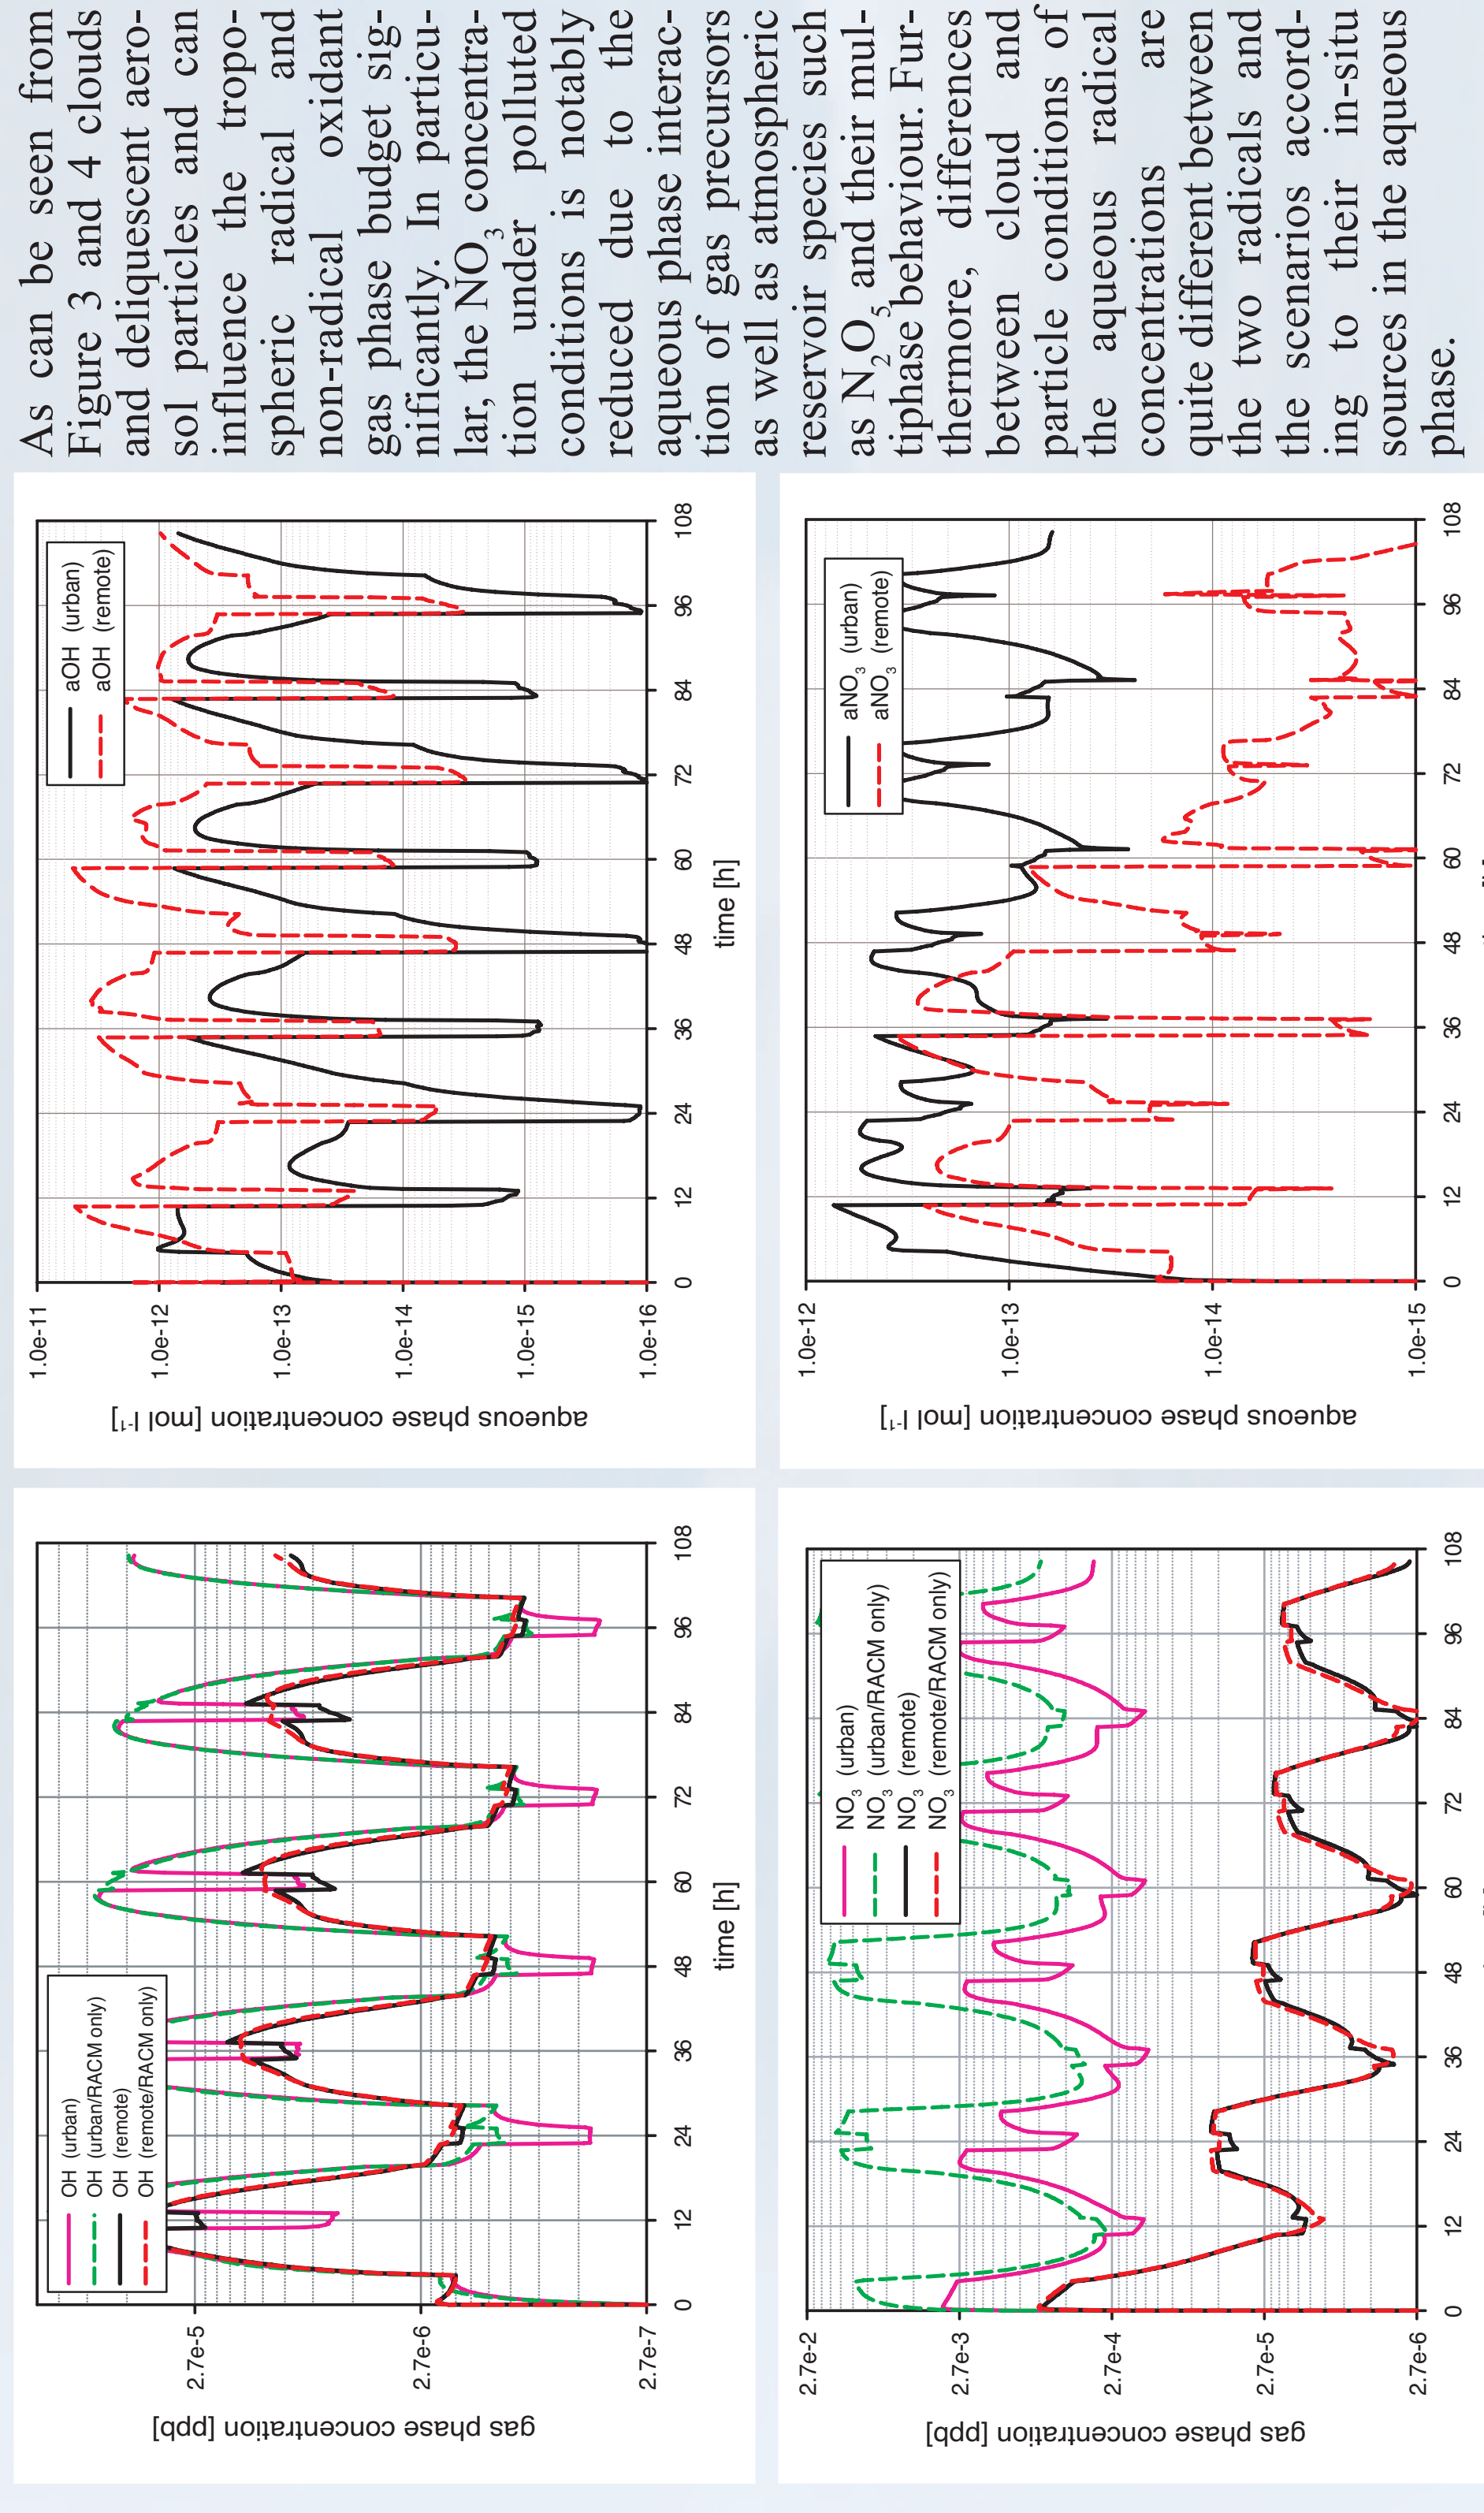 gas phase concentration [ppb]
2.7e-5
2.7e-6
2.7e-7
OH (urban)
OH (urban/RACM only)
OH (remote)
OH (remote/RACM only)
0 12 24 36 48 60 72 84 96 108
time [h]
aqueous phase concentration [mol l⁻¹]
1.0e-11
1.0e-12
1.0e-13
1.0e-14
1.0e-15
1.0e-16
aOH (urban)
aOH (remote)
0 12 24 36 48 60 72 84 96 108
time [h]
gas phase concentration [ppb]
2.7e-2
2.7e-3
2.7e-4
2.7e-5
2.7e-6
NO₃ (urban)
NO₃ (urban/RACM only)
NO₃ (remote)
NO₃ (remote/RACM only)
0 12 24 36 48 60 72 84 96 108
aqueous phase concentration [mol l⁻¹]
1.0e-12
1.0e-13
1.0e-14
1.0e-15
aNO₃ (urban)
aNO₃ (remote)
0 12 24 36 48 60 72 84 96 108
As can be seen from
Figure 3 and 4 clouds
and deliquescent aero-
sol particles and can
influence the tropo-
spheric radical and
non-radical oxidant
gas phase budget sig-
nificantly. In particu-
lar, the NO₃ concentra-
tion under polluted
conditions is notably
reduced due to the
aqueous phase interac-
tion of gas precursors
as well as atmospheric
reservoir species such
as N₂O₅ and their mul-
tiphase behaviour. Fur-
thermore, differences
between cloud and
particle conditions of
the aqueous radical
concentrations are
quite different between
the two radicals and
the scenarios accord-
ing to their in-situ
sources in the aqueous
phase.